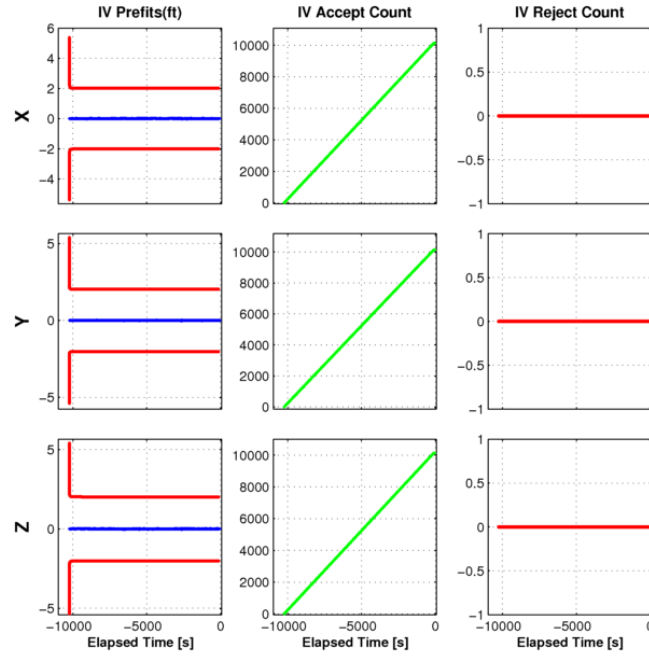 IV Prefits(ft) IV Accept Count IV Reject Count
6 10000 1
4 8000 0.5
2 6000
X 0 4000 0
−2 2000 −0.5
−4 0 −1
5 10000 1
8000 0.5
Y 0 6000 0
4000
2000 −0.5
−5 0 −1
5 10000 1
8000 0.5
Z 0 6000 0
4000
2000 −0.5
−5 0 −1
−10000 −5000 0 −10000 −5000 0 −10000 −5000 0
Elapsed Time [s] Elapsed Time [s] Elapsed Time [s]